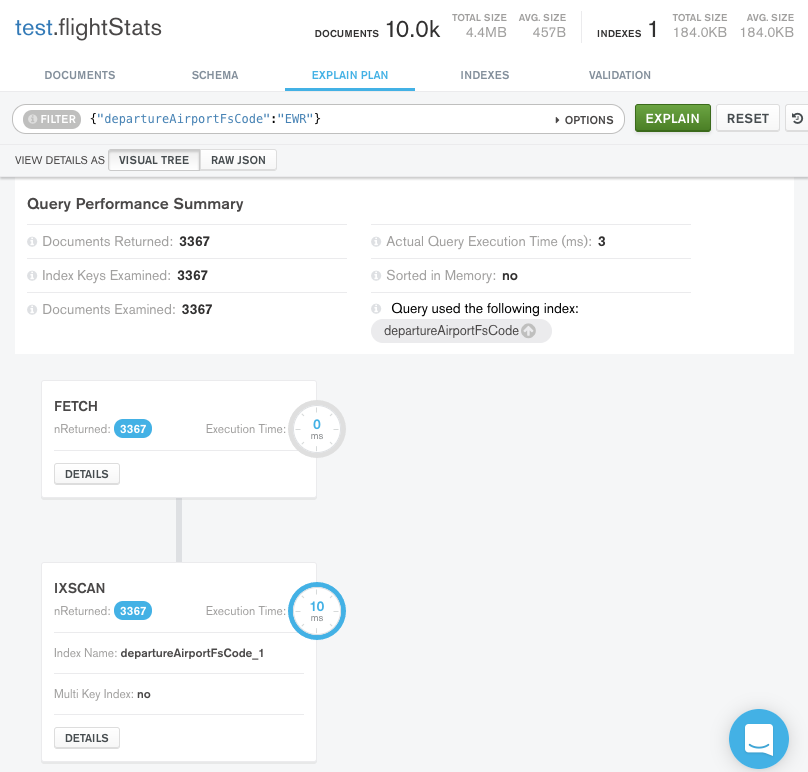 test.flightStats
DOCUMENTS 10.0k TOTAL SIZE 4.4MB AVG. SIZE 457B INDEXES 1 TOTAL SIZE 184.0KB AVG. SIZE 184.0KB
DOCUMENTS SCHEMA EXPLAIN PLAN INDEXES VALIDATION
FILTER {"departureAirportFsCode":"EWR"} OPTIONS EXPLAIN RESET
VIEW DETAILS AS VISUAL TREE RAW JSON
Query Performance Summary
Documents Returned: 3367
Index Keys Examined: 3367
Documents Examined: 3367
Actual Query Execution Time (ms): 3
Sorted in Memory: no
Query used the following index:
departureAirportFsCode
FETCH
nReturned: 3367 Execution Time: 0 ms
DETAILS
IXSCAN
nReturned: 3367 Execution Time: 10 ms
Index Name: departureAirportFsCode_1
Multi Key Index: no
DETAILS